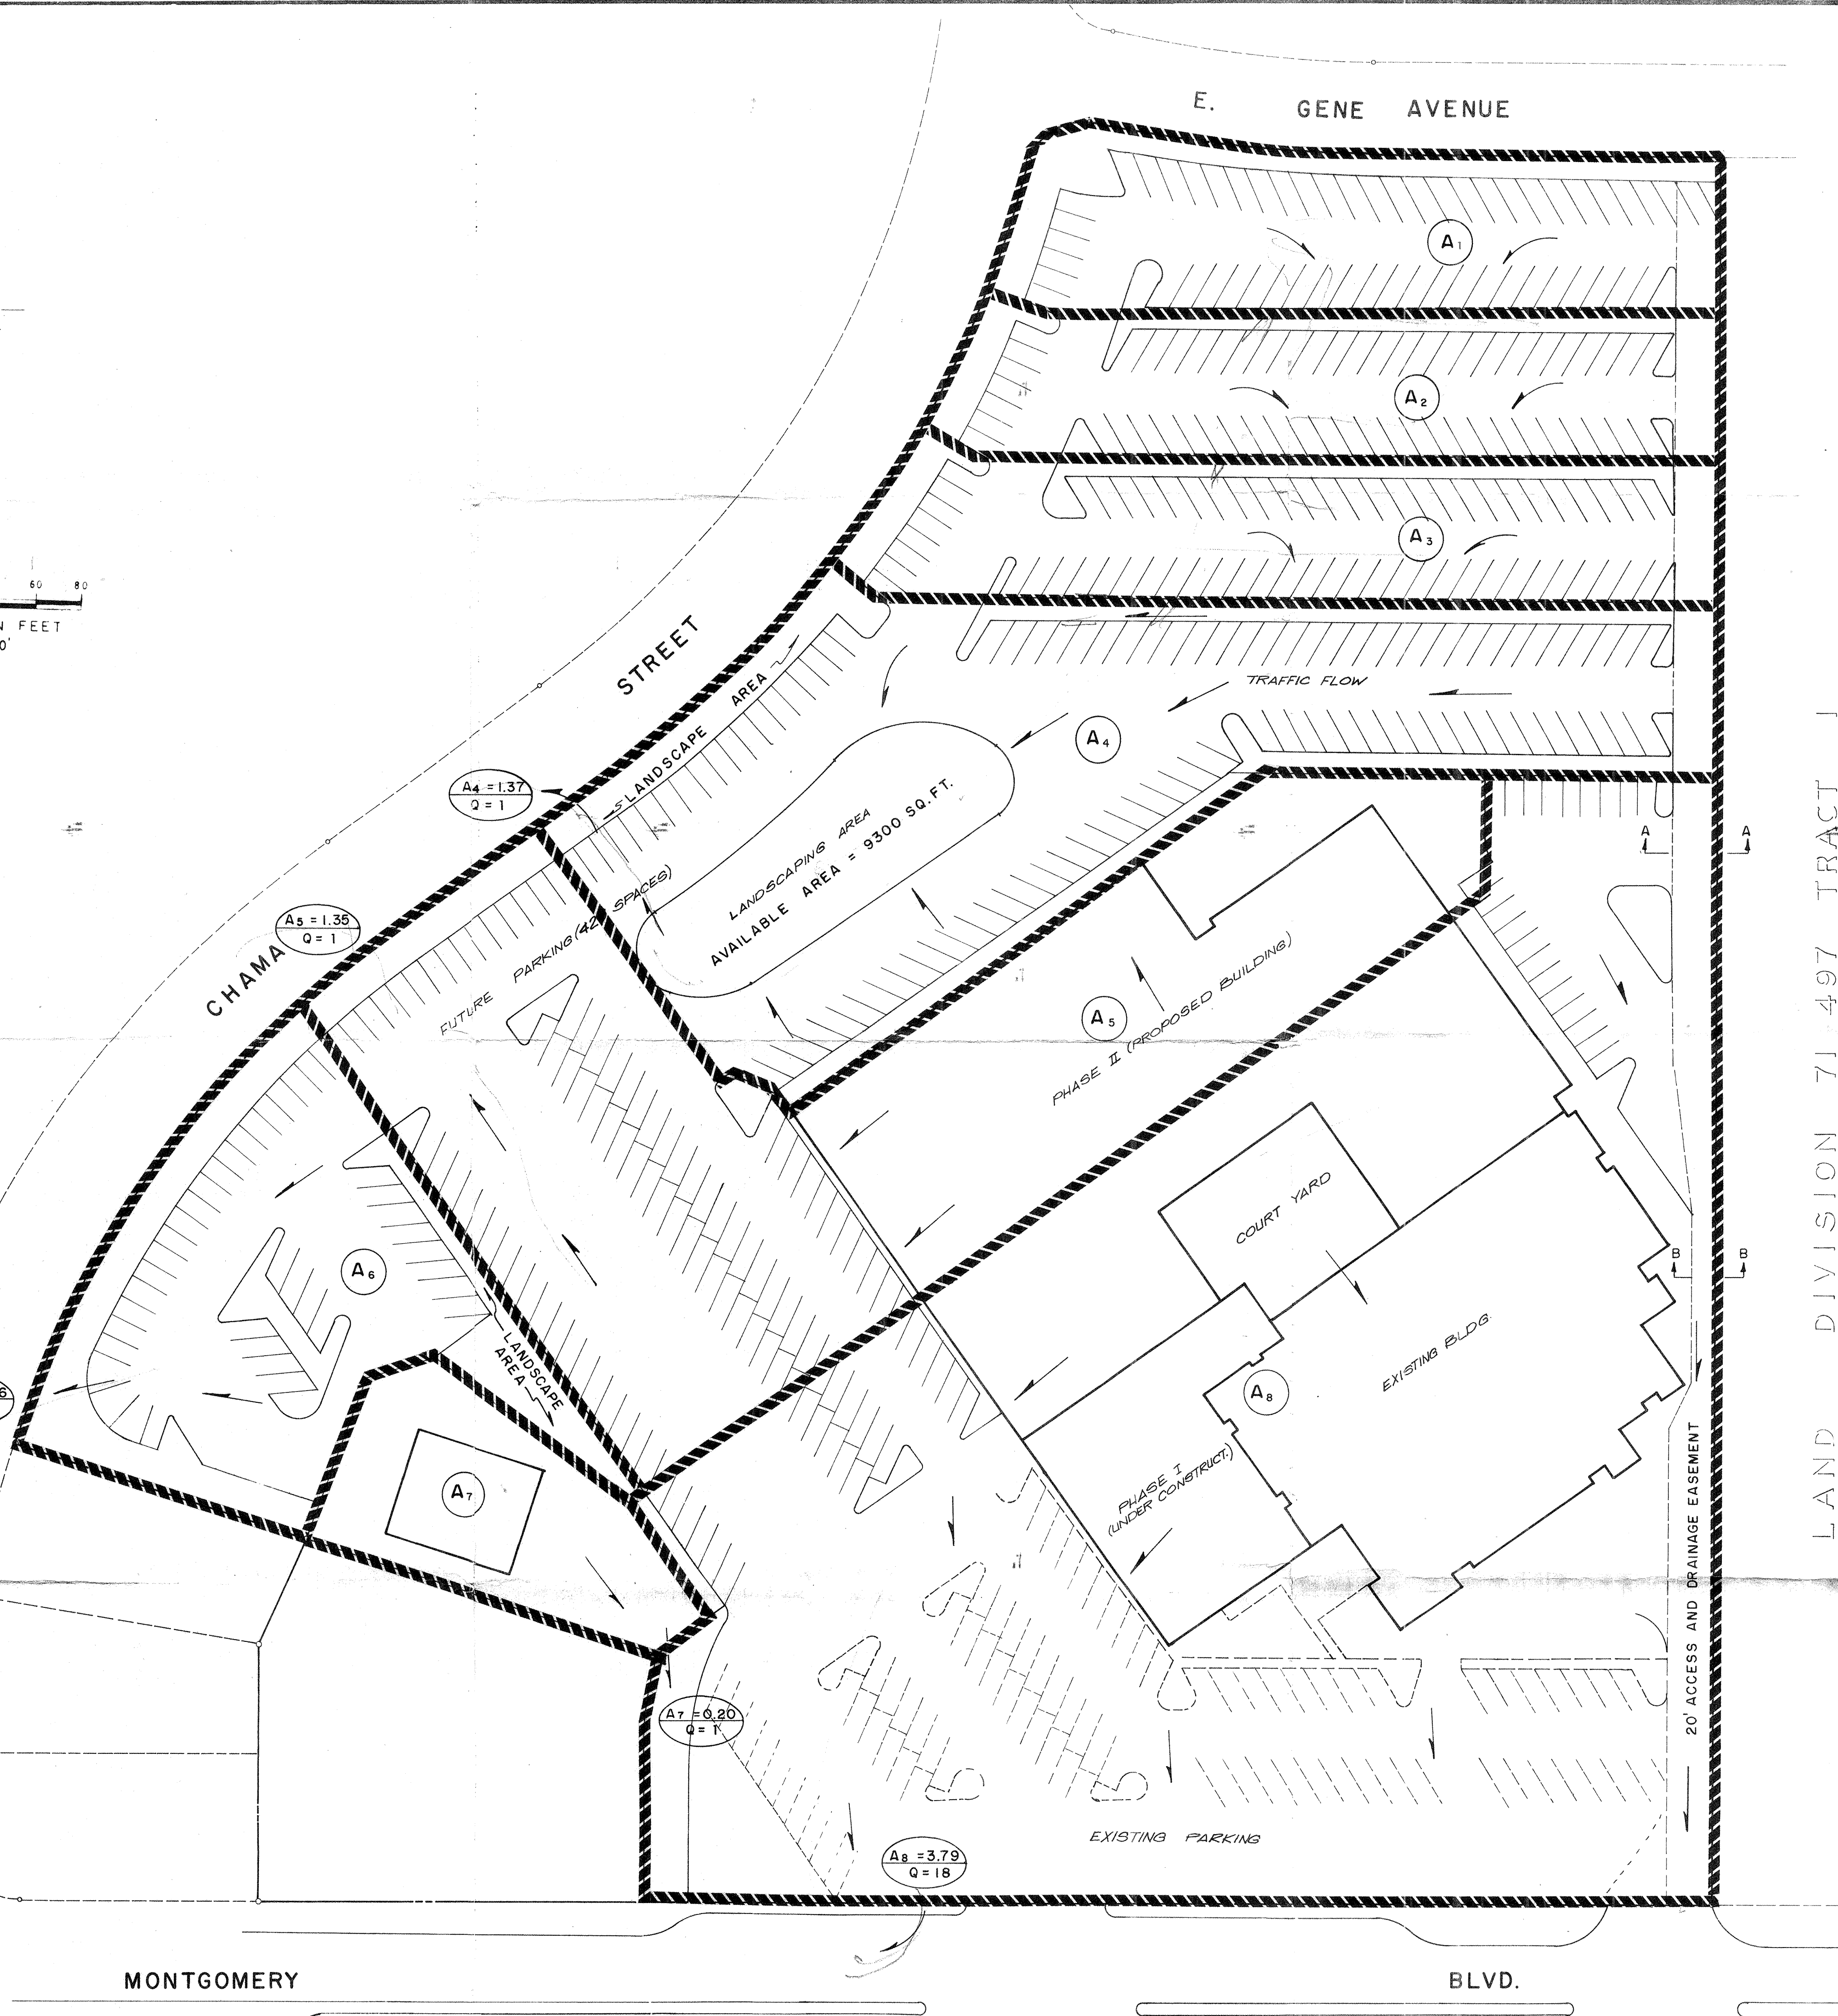 E. GENE AVENUE
A1
A2
A3
60 80
N FEET
0'
STREET
LANDSCAPE AREA
TRAFFIC FLOW
A4
A4 = 1.37
Q = 1
LANDSCAPING AREA
AVAILABLE AREA = 9300 SQ. FT.
A A
A5 = 1.35
Q = 1
CHAMA
FUTURE PARKING (42 SPACES)
A5
PHASE II (PROPOSED BUILDING)
LAND DIVISION 71 497 TRACT
COURT YARD
B B
A6
LANDSCAPE
AREA
6
EXISTING BLDG.
A8
A7
PHASE I
(UNDER CONSTRUCT.)
20' ACCESS AND DRAINAGE EASEMENT
A7 = 0.20
Q = 1
EXISTING PARKING
A8 = 3.79
Q = 18
MONTGOMERY BLVD.